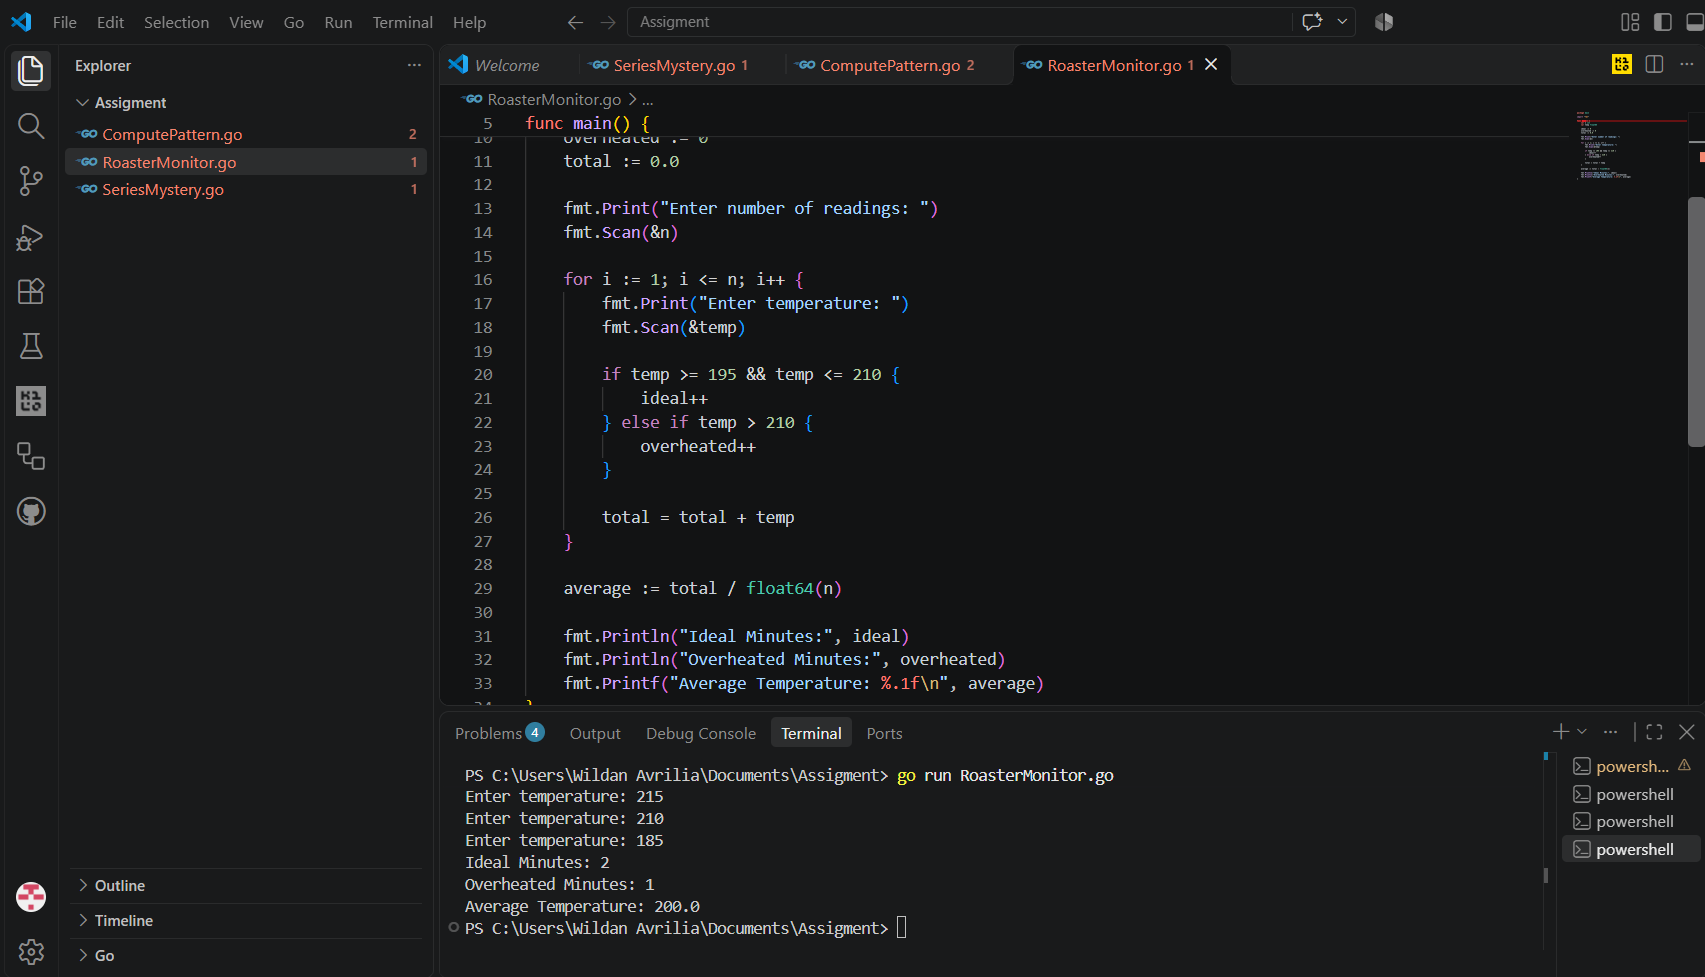 File Edit Selection View Go Run Terminal Help
Assigment
Explorer
Assigment
ComputePattern.go 2
RoasterMonitor.go 1
SeriesMystery.go 1
Outline
Timeline
Go
Welcome
SeriesMystery.go 1
ComputePattern.go 2
RoasterMonitor.go 1
RoasterMonitor.go > ...
5 func main() {
10 overheated := 0
11 total := 0.0
12
13 fmt.Print("Enter number of readings: ")
14 fmt.Scan(&n)
15
16 for i := 1; i <= n; i++ {
17 fmt.Print("Enter temperature: ")
18 fmt.Scan(&temp)
19
20 if temp >= 195 && temp <= 210 {
21 ideal++
22 } else if temp > 210 {
23 overheated++
24 }
25
26 total = total + temp
27 }
28
29 average := total / float64(n)
30
31 fmt.Println("Ideal Minutes:", ideal)
32 fmt.Println("Overheated Minutes:", overheated)
33 fmt.Printf("Average Temperature: %.1f\n", average)
34 }
Problems 4 Output Debug Console Terminal Ports
PS C:\Users\Wildan Avrilia\Documents\Assigment> go run RoasterMonitor.go
Enter temperature: 215
Enter temperature: 210
Enter temperature: 185
Ideal Minutes: 2
Overheated Minutes: 1
Average Temperature: 200.0
PS C:\Users\Wildan Avrilia\Documents\Assigment>
powersh...
powershell
powershell
powershell